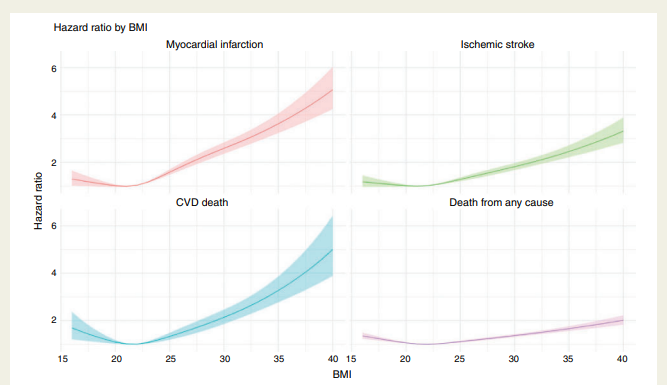 Hazard ratio by BMI
Myocardial infarction
Ischemic stroke
6
4
2
CVD death
Death from any cause
Hazard ratio
6
4
2
15 20 25 30 35 40 15 20 25 30 35 40
BMI